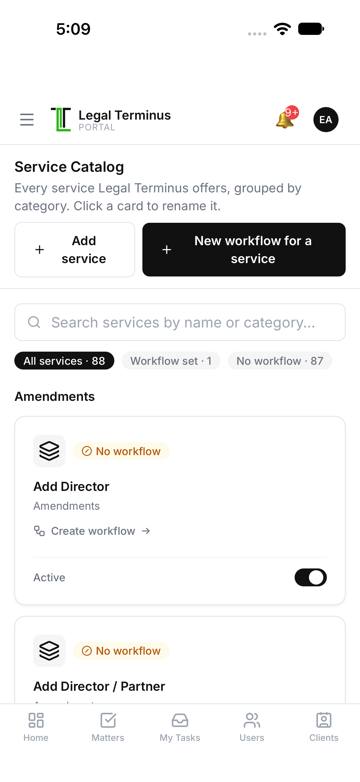 5:09
Legal Terminus
PORTAL
9+
EA
Service Catalog
Every service Legal Terminus offers, grouped by
category. Click a card to rename it.
+ Add
service
+ New workflow for a
service
Search services by name or category...
All services · 88
Workflow set · 1
No workflow · 87
Amendments
No workflow
Add Director
Amendments
Create workflow →
Active
No workflow
Add Director / Partner
Home
Matters
My Tasks
Users
Clients